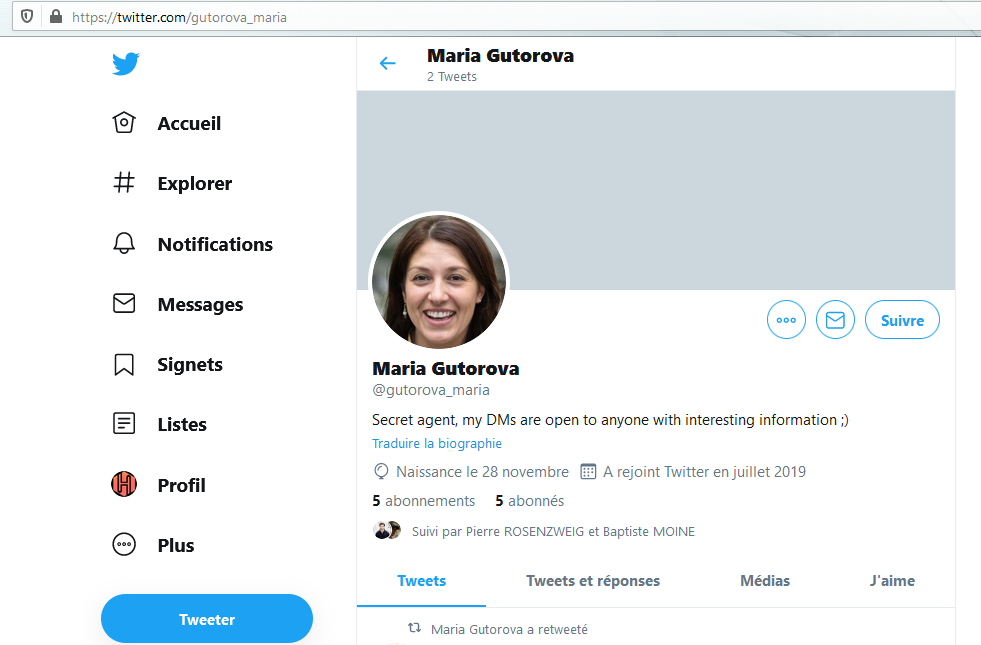 https://twitter.com/gutorova_maria
Maria Gutorova
2 Tweets
Accueil
Explorer
Notifications
Messages
Signets
Listes
Profil
Plus
Tweeter
Suivre
Maria Gutorova
@gutorova_maria
Secret agent, my DMs are open to anyone with interesting information ;)
Traduire la biographie
Naissance le 28 novembre A rejoint Twitter en juillet 2019
5 abonnements 5 abonnés
Suivi par Pierre ROSENZWEIG et Baptiste MOINE
Tweets Tweets et réponses Médias J'aime
Maria Gutorova a retweeté